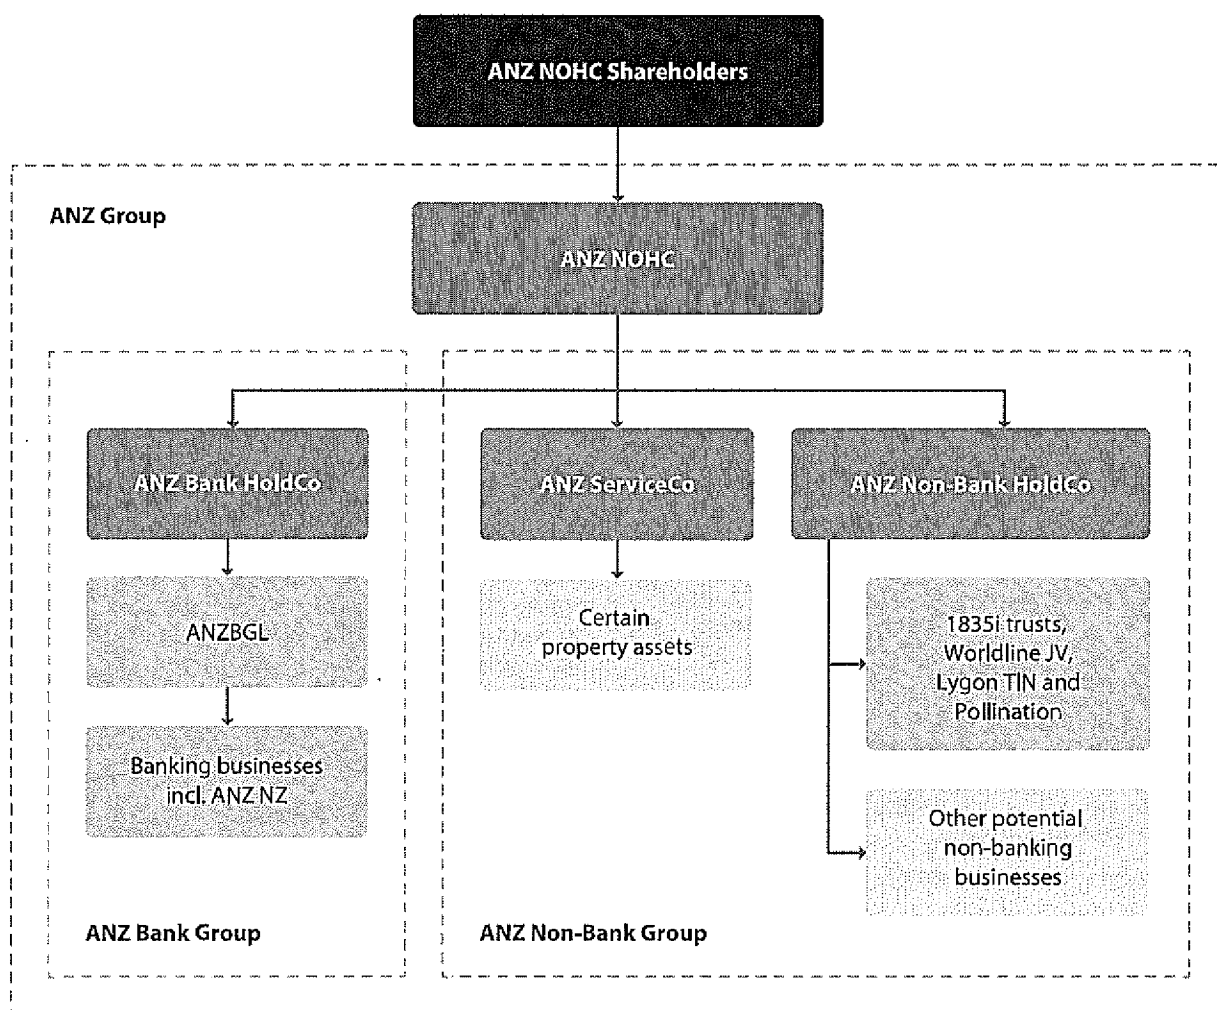 ANZ NOHC Shareholders
ANZ Group
ANZ NOHC
ANZ Bank HoldCo
ANZ ServiceCo
ANZ Non-Bank HoldCo
ANZBGL
Certain
property assets
1835i trusts,
Worldline JV,
Lygon TIN and
Pollination
Banking businesses
incl. ANZ NZ
Other potential
non-banking
businesses
ANZ Bank Group
ANZ Non-Bank Group